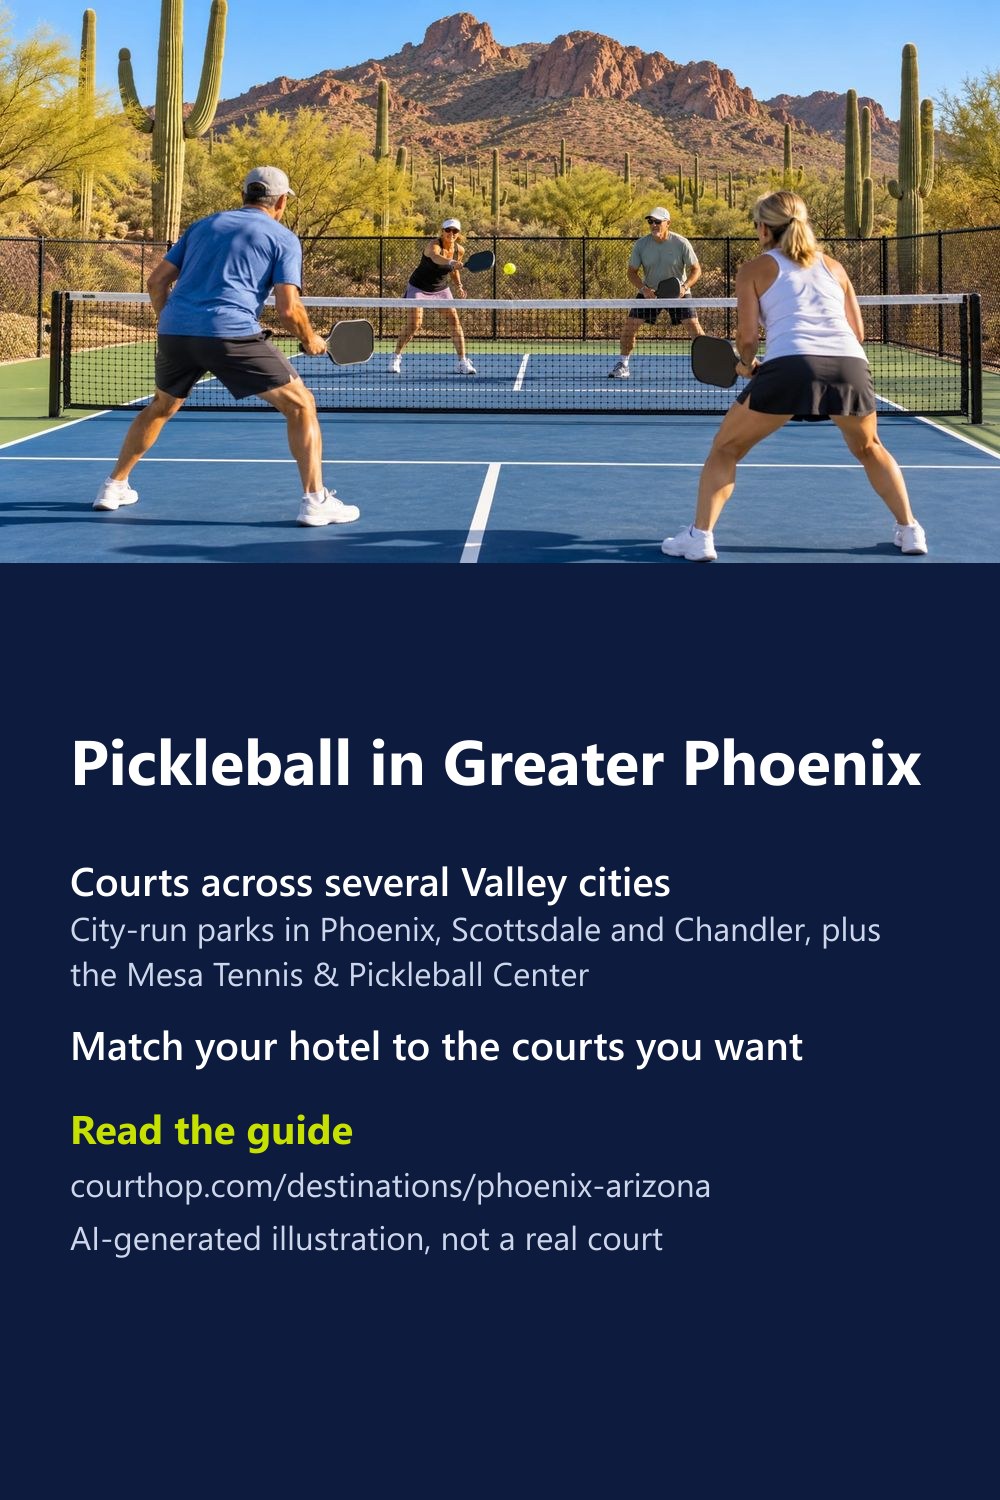 Pickleball in Greater Phoenix
Courts across several Valley cities
City-run parks in Phoenix, Scottsdale and Chandler, plus
the Mesa Tennis & Pickleball Center
Match your hotel to the courts you want
Read the guide
courthop.com/destinations/phoenix-arizona
AI-generated illustration, not a real court